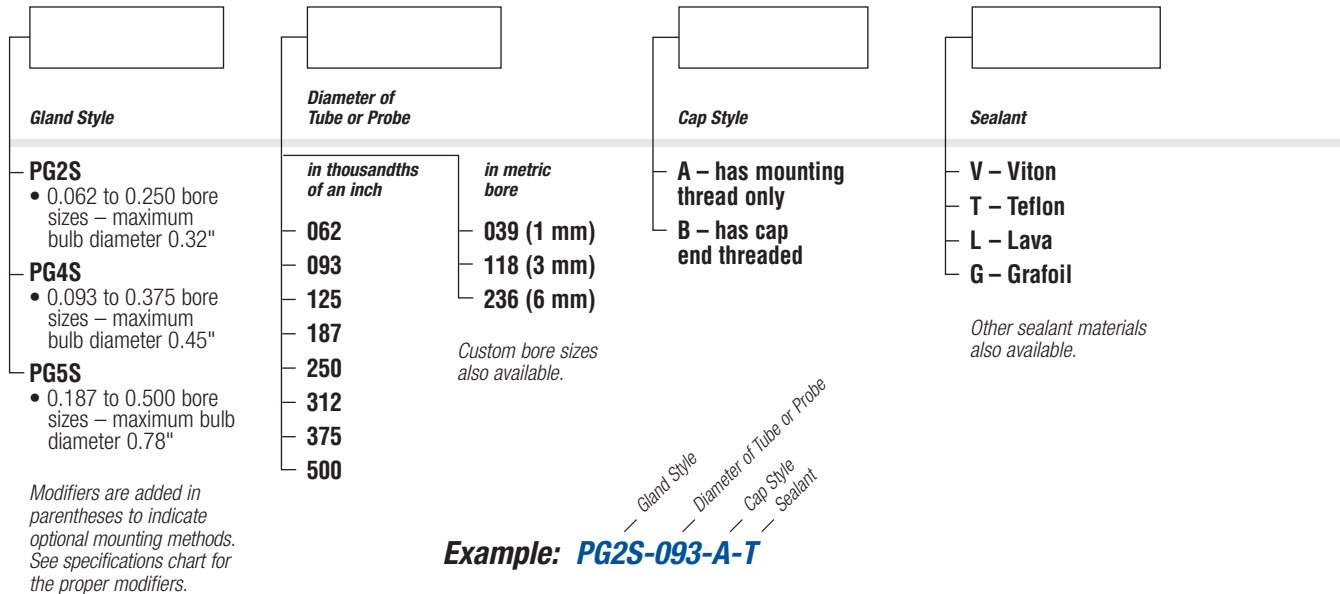 Gland Style
PG2S
• 0.062 to 0.250 bore
sizes – maximum
bulb diameter 0.32"
PG4S
• 0.093 to 0.375 bore
sizes – maximum
bulb diameter 0.45"
PG5S
• 0.187 to 0.500 bore
sizes – maximum bulb
diameter 0.78"
Modifiers are added in
parentheses to indicate
optional mounting methods.
See specifications chart for
the proper modifiers.
Diameter of
Tube or Probe
in thousandths
of an inch
062
093
125
187
250
312
375
500
in metric
bore
039 (1 mm)
118 (3 mm)
236 (6 mm)
Custom bore sizes
also available.
Cap Style
A – has mounting
thread only
B – has cap
end threaded
Sealant
V – Viton
T – Teflon
L – Lava
G – Grafoil
Other sealant materials
also available.
Gland Style
Diameter of Tube or Probe
Cap Style
Sealant
Example: PG2S-093-A-T